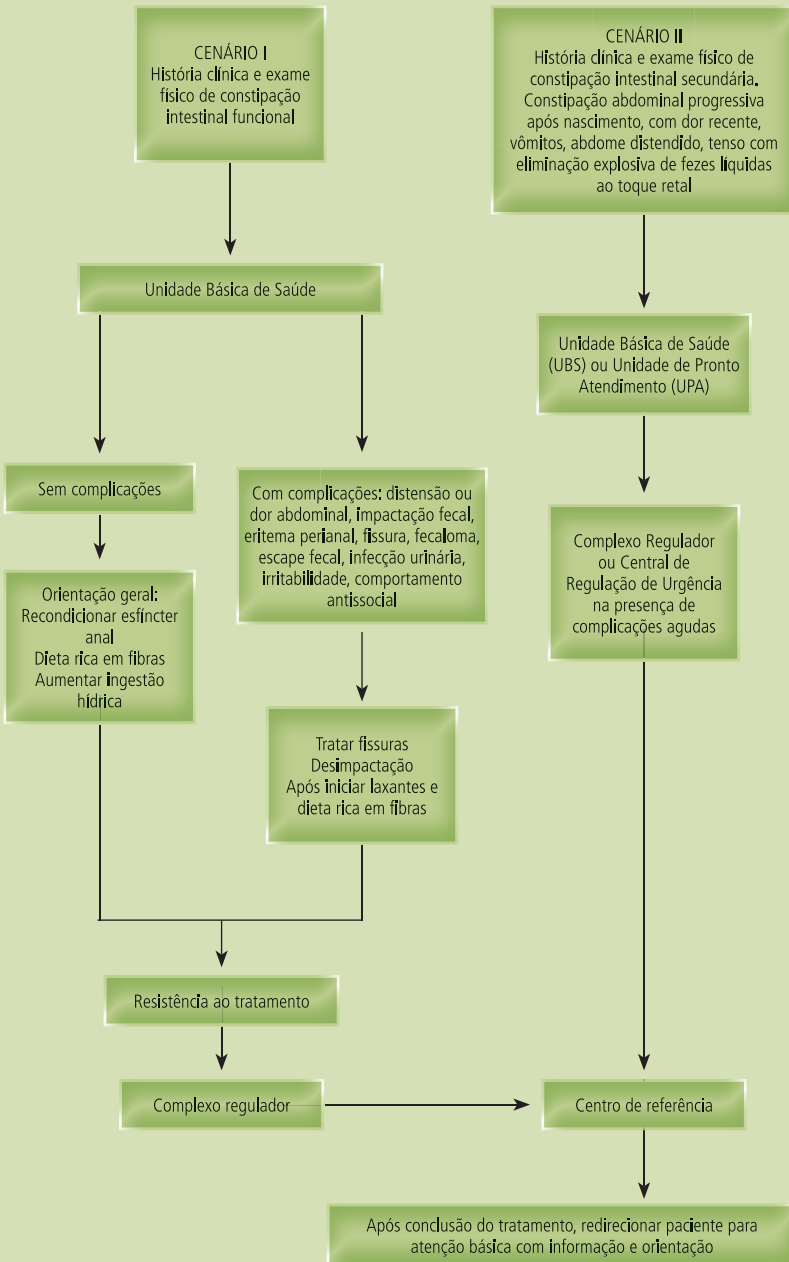 CENÁRIO I
História clínica e exame
físico de constipação
intestinal funcional
CENÁRIO II
História clínica e exame físico de
constipação intestinal secundária.
Constipação abdominal progressiva
após nascimento, com dor recente,
vômitos, abdome distendido, tenso com
eliminação explosiva de fezes líquidas
ao toque retal
Unidade Básica de Saúde
Unidade Básica de Saúde
(UBS) ou Unidade de Pronto
Atendimento (UPA)
Sem complicações
Com complicações: distensão ou
dor abdominal, impactação fecal,
eritema perianal, fissura, fecaloma,
escape fecal, infecção urinária,
irritabilidade, comportamento
antissocial
Complexo Regulador
ou Central de
Regulação de Urgência
na presença de
complicações agudas
Orientação geral:
Recondicionar esfíncter
anal
Dieta rica em fibras
Aumentar ingestão
hídrica
Tratar fissuras
Desimpactação
Após iniciar laxantes e
dieta rica em fibras
Resistência ao tratamento
Complexo regulador
Centro de referência
Após conclusão do tratamento, redirecionar paciente para
atenção básica com informação e orientação